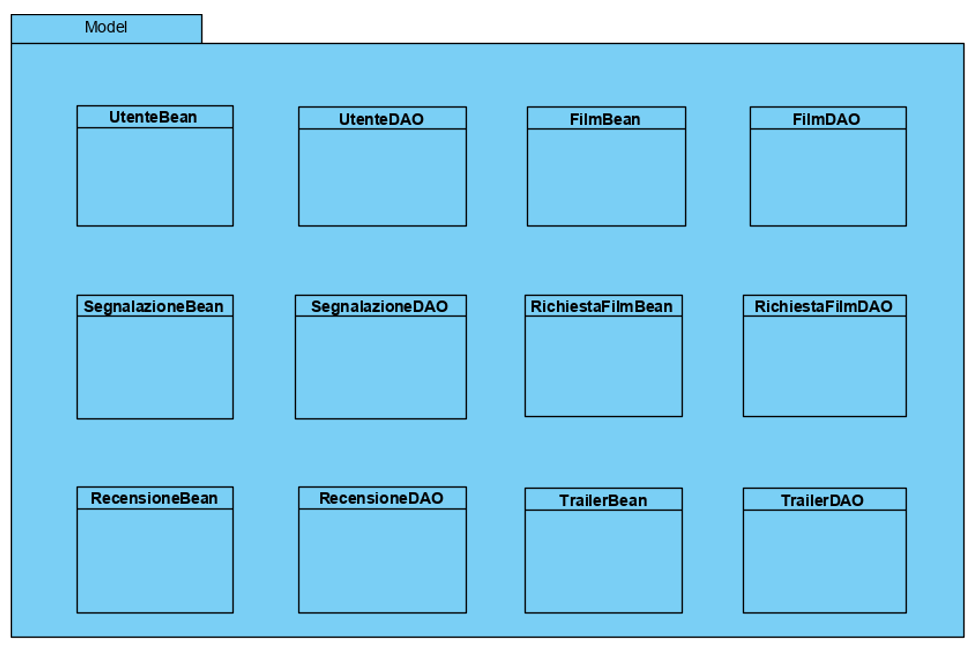 Model
UtenteBean
UtenteDAO
FilmBean
FilmDAO
SegnalazioneBean
SegnalazioneDAO
RichiestaFilmBean
RichiestaFilmDAO
RecensioneBean
RecensioneDAO
TrailerBean
TrailerDAO